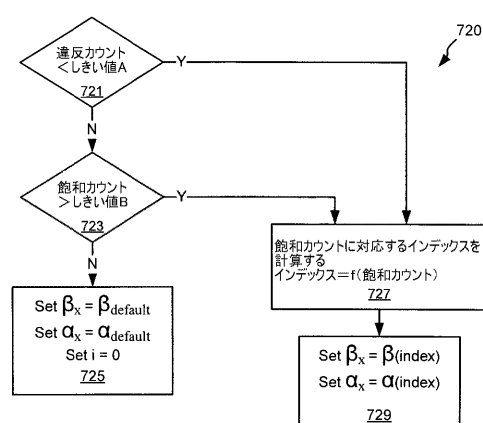 720
違反カウント
<しきい値A
721
Y
N
飽和カウント
>しきい値B
723
Y
N
飽和カウントに対応するインデックスを
計算する
インデックス=f(飽和カウント)
727
Set βx = βdefault
Set αx = αdefault
Set i = 0
725
Set βx = β(index)
Set αx = α(index)
729